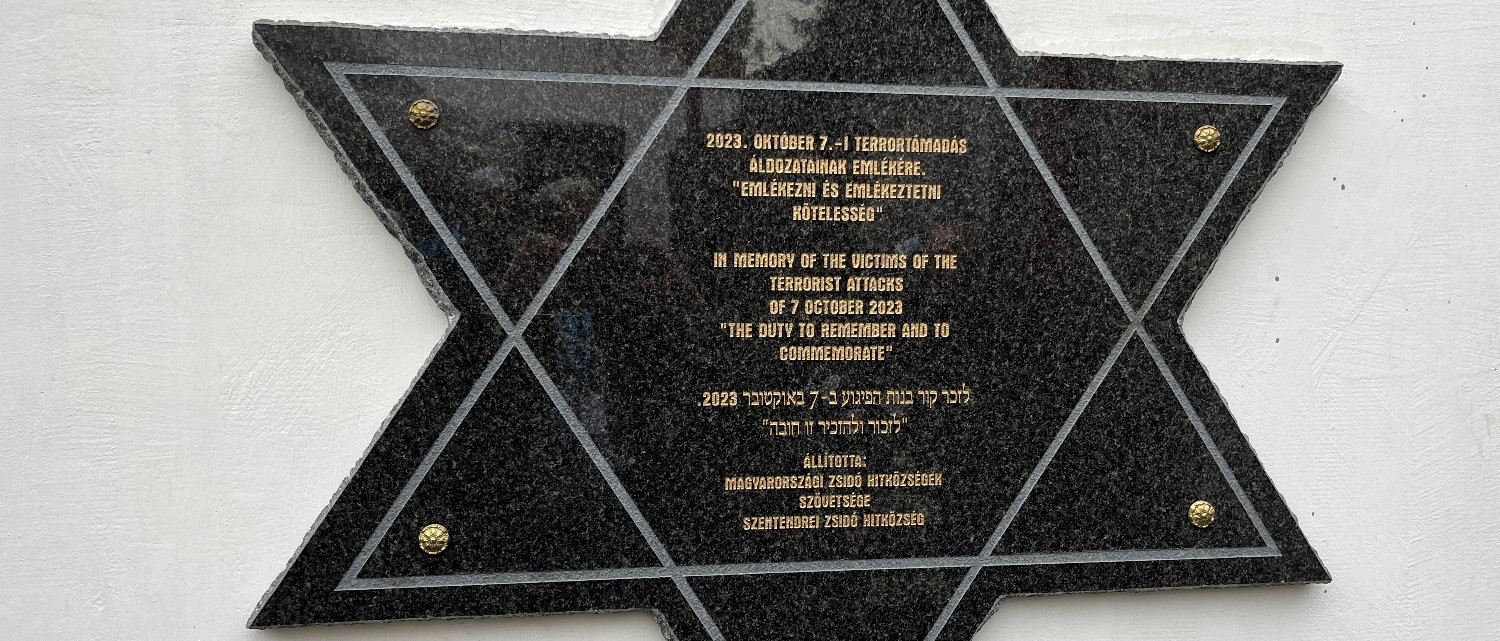 2023. OKTÓBER 7.-I TERRORTÁMADÁS
ÁLDOZATAINAK EMLÉKÉRE.
"EMLÉKEZNI ÉS EMLÉKEZTETNI
KÖTELESSÉG"
IN MEMORY OF THE VICTIMS OF THE
TERRORIST ATTACKS
OF 7 OCTOBER 2023
"THE DUTY TO REMEMBER AND TO
COMMEMORATE"
לזכר קור בנות הפיגוע ב-7 באוקטובר 2023.
"לזכור ולהזכיר זו חובה"
ÁLLÍTOTTA:
MAGYARORSZÁGI ZSIDÓ HITKÖZSÉGEK
SZÖVETSÉGE
SZENTENDREI ZSIDÓ HITKÖZSÉG